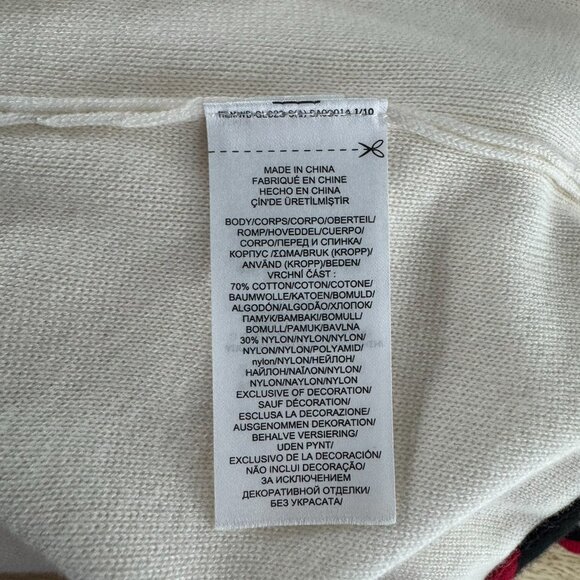 1/10
MADE IN CHINA
FABRIQUÉ EN CHINE
HECHO EN CHINA
ÇIN'DE ÜRETİLMİŞTİR
BODY/CORPS/CORPO/OBERTEIL/
ROMP/HOVEDDEL/CUERPO/
CORPO/ПЕРЕД И СПИНКА/
КОРПУС /ΣΩΜΑ/BRUK (KROPP)/
ANVÄND (KROPP)/BEDEN/
VRCHNÍ ČÁST :
70% COTTON/COTON/COTONE/
BAUMWOLLE/KATOEN/BOMULD/
ALGODÓN/ALGODÃO/ХЛОПОК/
ПАМУК/BAMBAKI/BOMULL/
BOMULL/PAMUK/BAVLNA
30% NYLON/NYLON/NYLON/
NYLON/NYLON/POLYAMID/
nylon/NYLON/НЕЙЛОН/
НАЙЛОН/ΝΑΪΛΟΝ/NYLON/
NYLON/NAYLON/NYLON
EXCLUSIVE OF DECORATION/
SAUF DÉCORATION/
ESCLUSA LA DECORAZIONE/
AUSGENOMMEN DEKORATION/
BEHALVE VERSIERING/
UDEN PYNT/
EXCLUSIVO DE LA DECORACIÓN/
NÃO INCLUI DECORAÇÃO/
ЗА ИСКЛЮЧЕНИЕМ
ДЕКОРАТИВНОЙ ОТДЕЛКИ/
БЕЗ УКРАСАТА/